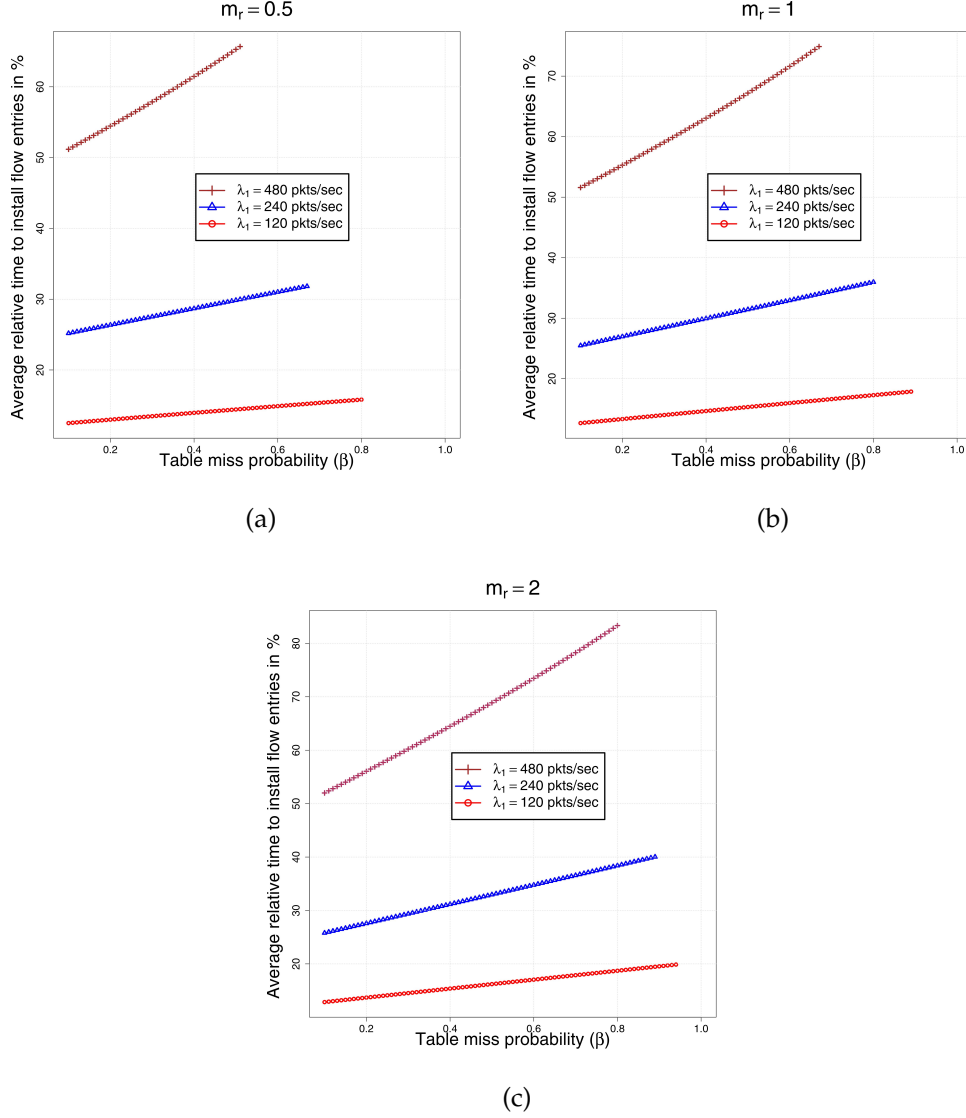 mᵣ = 0.5
Average relative time to install flow entries in %
60
50
40
30
20
λ₁ = 480 pkts/sec
λ₁ = 240 pkts/sec
λ₁ = 120 pkts/sec
0.2 0.4 0.6 0.8 1.0
Table miss probability (β)
(a)
mᵣ = 1
Average relative time to install flow entries in %
70
60
50
40
30
20
λ₁ = 480 pkts/sec
λ₁ = 240 pkts/sec
λ₁ = 120 pkts/sec
0.2 0.4 0.6 0.8 1.0
Table miss probability (β)
(b)
mᵣ = 2
Average relative time to install flow entries in %
80
70
60
50
40
30
20
λ₁ = 480 pkts/sec
λ₁ = 240 pkts/sec
λ₁ = 120 pkts/sec
0.2 0.4 0.6 0.8 1.0
Table miss probability (β)
(c)